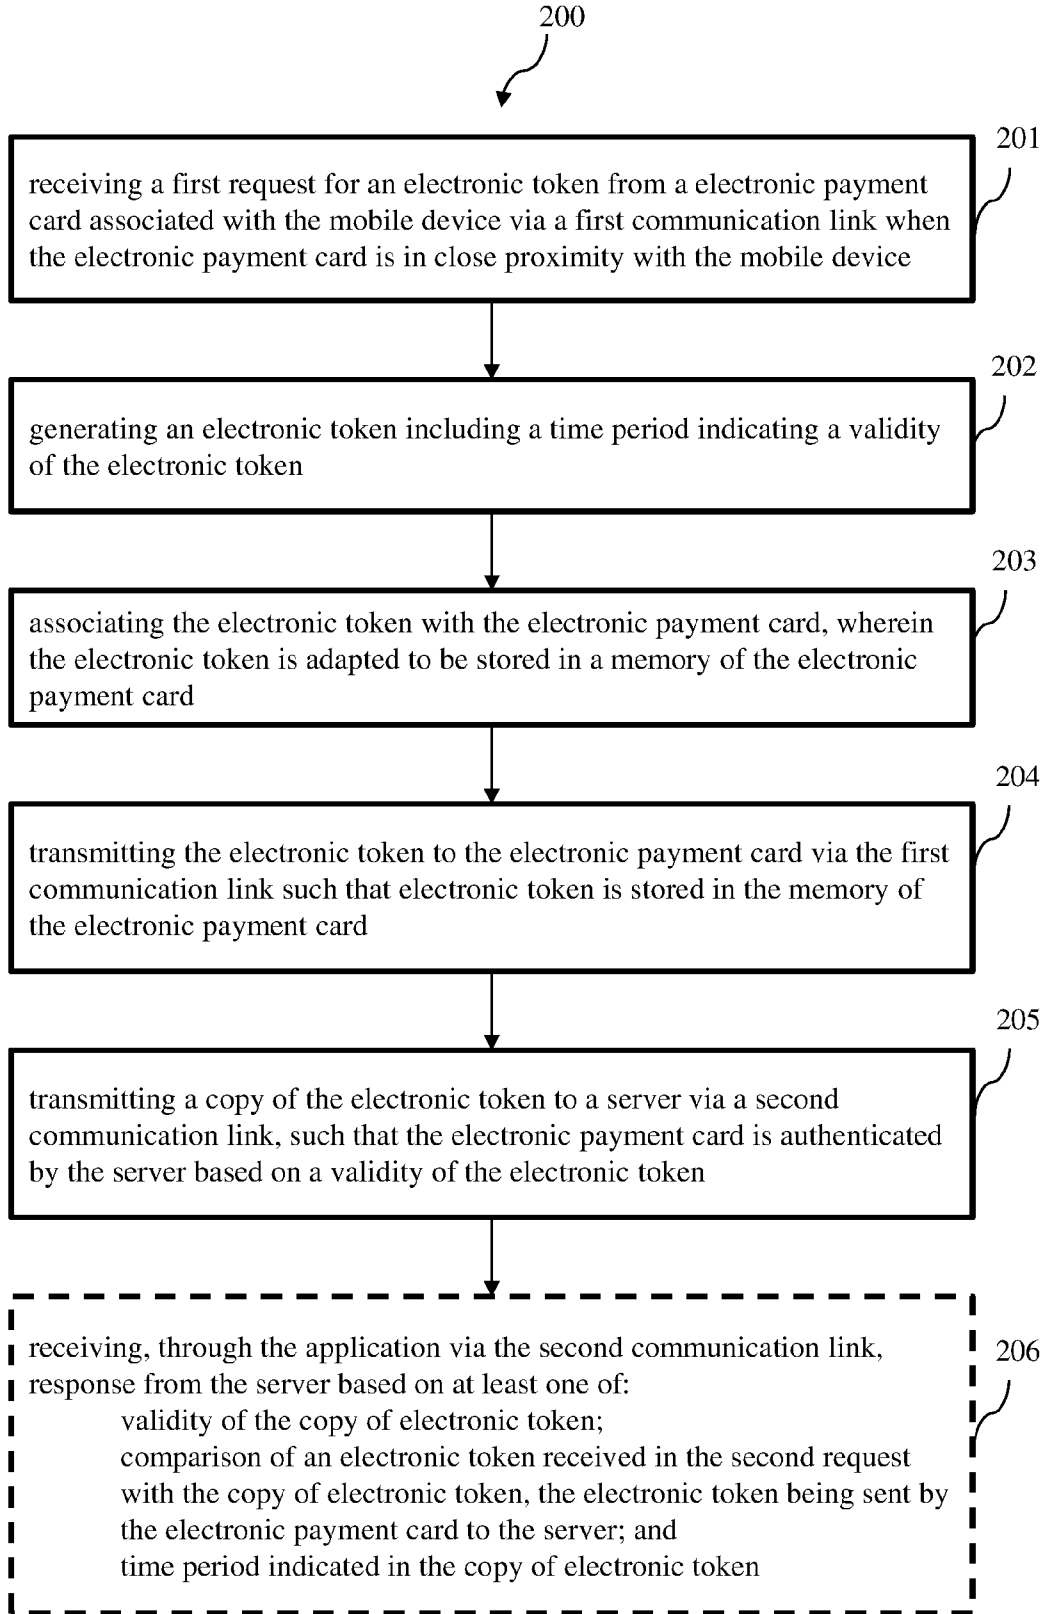 200
201
receiving a first request for an electronic token from a electronic payment
card associated with the mobile device via a first communication link when
the electronic payment card is in close proximity with the mobile device
202
generating an electronic token including a time period indicating a validity
of the electronic token
203
associating the electronic token with the electronic payment card, wherein
the electronic token is adapted to be stored in a memory of the electronic
payment card
204
transmitting the electronic token to the electronic payment card via the first
communication link such that electronic token is stored in the memory of
the electronic payment card
205
transmitting a copy of the electronic token to a server via a second
communication link, such that the electronic payment card is authenticated
by the server based on a validity of the electronic token
206
receiving, through the application via the second communication link,
response from the server based on at least one of:
validity of the copy of electronic token;
comparison of an electronic token received in the second request
with the copy of electronic token, the electronic token being sent by
the electronic payment card to the server; and
time period indicated in the copy of electronic token